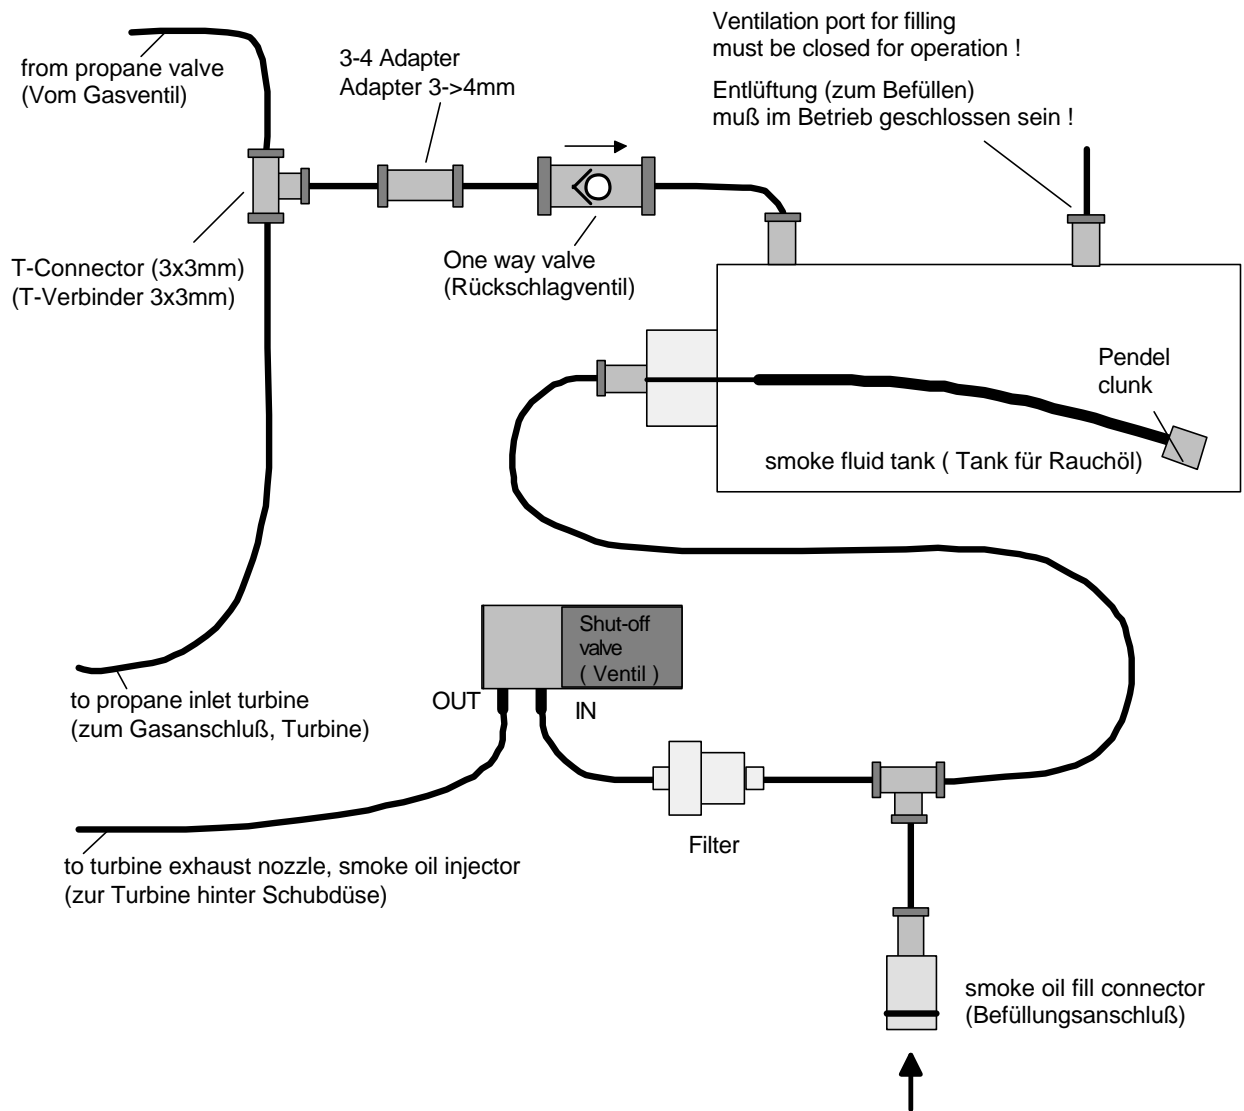 Ventilation port for filling
must be closed for operation !
Entlüftung (zum Befüllen)
muß im Betrieb geschlossen sein !
from propane valve
(Vom Gasventil)
3-4 Adapter
Adapter 3->4mm
T-Connector (3x3mm)
(T-Verbinder 3x3mm)
One way valve
(Rückschlagventil)
Pendel
clunk
smoke fluid tank ( Tank für Rauchöl)
Shut-off
valve
( Ventil )
OUT
IN
to propane inlet turbine
(zum Gasanschluß, Turbine)
Filter
to turbine exhaust nozzle, smoke oil injector
(zur Turbine hinter Schubdüse)
smoke oil fill connector
(Befüllungsanschluß)